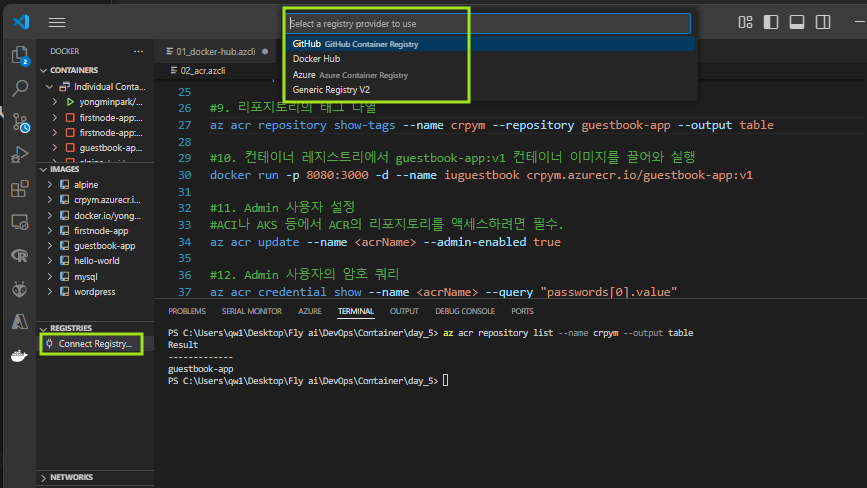 Select a registry provider to use
GitHub GitHub Container Registry
Docker Hub
Azure Azure Container Registry
Generic Registry V2
DOCKER ...
CONTAINERS
Individual Conta...
yongminpark/...
firstnode-app:...
firstnode-app:...
guestbook-a...
IMAGES
alpine
crpym.azurecr.i...
docker.io/yong...
firstnode-app
guestbook-app
hello-world
mysql
wordpress
REGISTRIES
Connect Registry...
NETWORKS
2
01_docker-hub.azcli
02_acr.azcli
25
26 #9. 리포지토리의 태그 나열
27 az acr repository show-tags --name crpym --repository guestbook-app --output table
28
29 #10. 컨테이너 레지스트리에서 guestbook-app:v1 컨테이너 이미지를 끌어와 실행
30 docker run -p 8080:3000 -d --name iuguestbook crpym.azurecr.io/guestbook-app:v1
31
32 #11. Admin 사용자 설정
33 #ACI나 AKS 등에서 ACR의 리포지토리를 액세스하려면 필수.
34 az acr update --name <acrName> --admin-enabled true
35
36 #12. Admin 사용자의 암호 쿼리
37 az acr credential show --name <acrName> --query "passwords[0].value"
PROBLEMS SERIAL MONITOR AZURE TERMINAL OUTPUT DEBUG CONSOLE PORTS
PS C:\Users\qw1\Desktop\Fly ai\DevOps\Container\day_5> az acr repository list --name crpym --output table
Result
-------------
guestbook-app
PS C:\Users\qw1\Desktop\Fly ai\DevOps\Container\day_5>